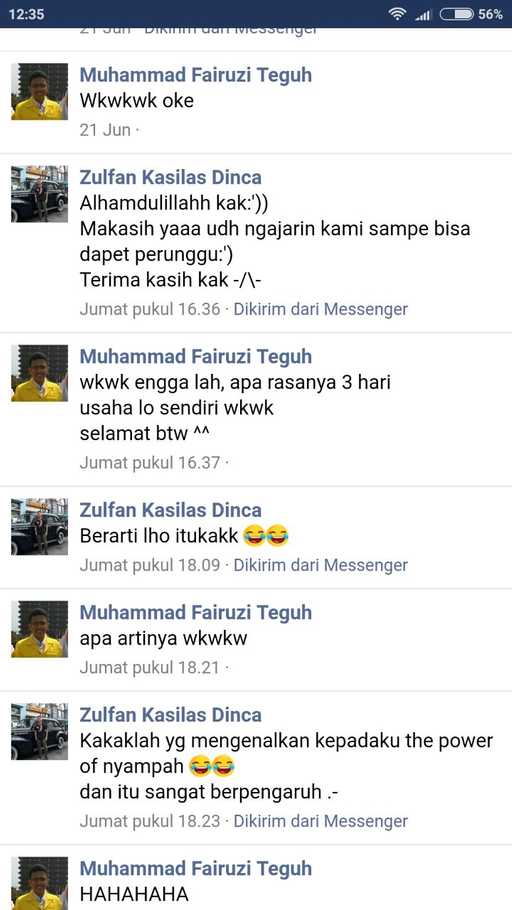 12:35
56%
21 Jun · Dikirim dari Messenger
Muhammad Fairuzi Teguh
Wkwkwk oke
21 Jun ·
Zulfan Kasilas Dinca
Alhamdulillahh kak:'))
Makasih yaaa udh ngajarin kami sampe bisa
dapet perunggu:')
Terima kasih kak -/\-
Jumat pukul 16.36 · Dikirim dari Messenger
Muhammad Fairuzi Teguh
wkwk engga lah, apa rasanya 3 hari
usaha lo sendiri wkwk
selamat btw ^^
Jumat pukul 16.37 ·
Zulfan Kasilas Dinca
Berarti lho itukakk 😂😂
Jumat pukul 18.09 · Dikirim dari Messenger
Muhammad Fairuzi Teguh
apa artinya wkwkw
Jumat pukul 18.21 ·
Zulfan Kasilas Dinca
Kakaklah yg mengenalkan kepadaku the power
of nyampah 😂😂
dan itu sangat berpengaruh .-
Jumat pukul 18.23 · Dikirim dari Messenger
Muhammad Fairuzi Teguh
HAHAHAHA